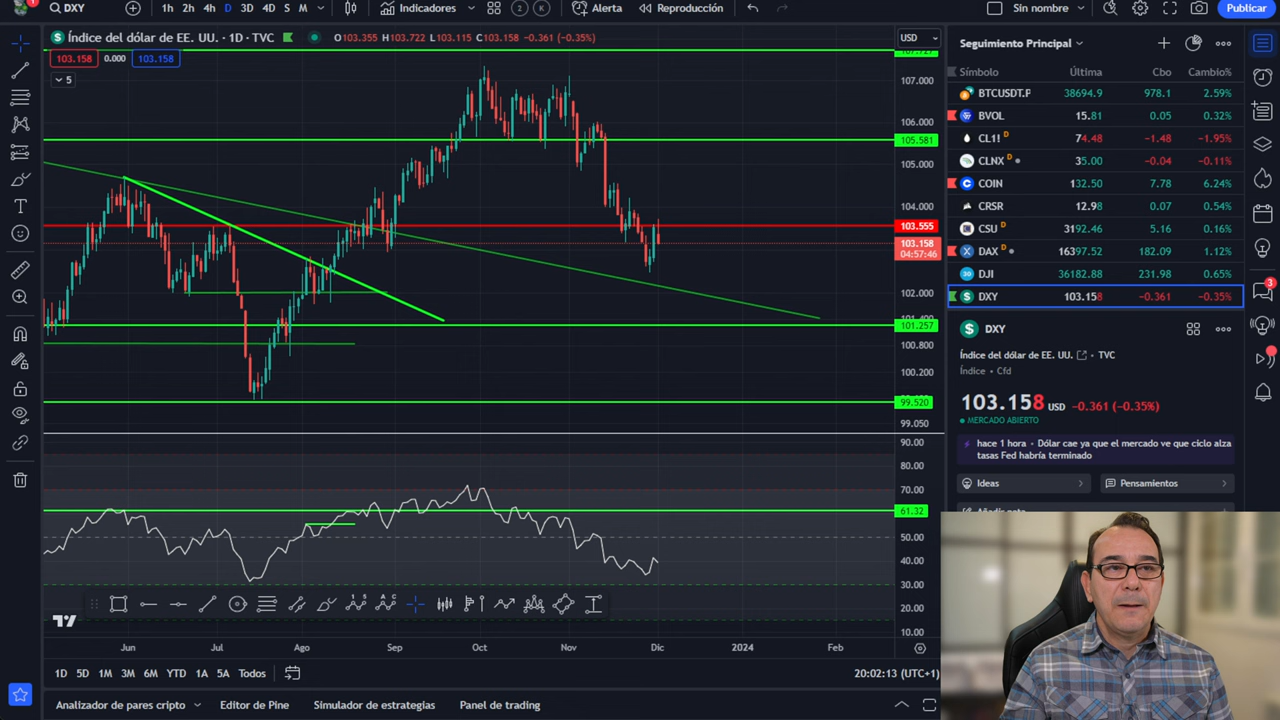 1
DXY
1h 2h 4h D 3D 4D S M
Indicadores
2 K
Alerta
Reproducción
Sin nombre
Publicar
Índice del dólar de EE. UU. · 1D · TVC
O103.355 H103.722 L103.115 C103.158 −0.361 (−0.35%)
103.158 0.000 103.158
5
USD
107.727
107.000
106.000
105.581
105.000
104.000
103.555
103.158
04:57:46
102.000
101.400
101.257
100.800
100.200
99.520
99.050
90.00
80.00
70.00
61.32
50.00
40.00
30.00
20.00
10.00
Jun Jul Ago Sep Oct Nov Dic 2024 Feb
1D 5D 1M 3M 6M YTD 1A 5A Todos
20:02:13 (UTC+1)
Analizador de pares cripto Editor de Pine Simulador de estrategias Panel de trading
Seguimiento Principal
Símbolo Última Cbo Cambio%
BTCUSDT.P 38694.9 978.1 2.59%
BVOL 15.81 0.05 0.32%
CL1! D 74.48 −1.48 −1.95%
CLNX D 35.00 −0.04 −0.11%
COIN 132.50 7.78 6.24%
CRSR 12.98 0.07 0.54%
CSU D 3192.46 5.16 0.16%
DAX D 16397.52 182.09 1.12%
DJI 36182.88 231.98 0.65%
DXY 103.158 −0.361 −0.35%
DXY
Índice del dólar de EE. UU. • TVC
Índice • Cfd
103.158 USD −0.361 (−0.35%)
MERCADO ABIERTO
hace 1 hora • Dólar cae ya que el mercado ve que ciclo alza
tasas Fed habría terminado
Ideas
Pensamientos
3